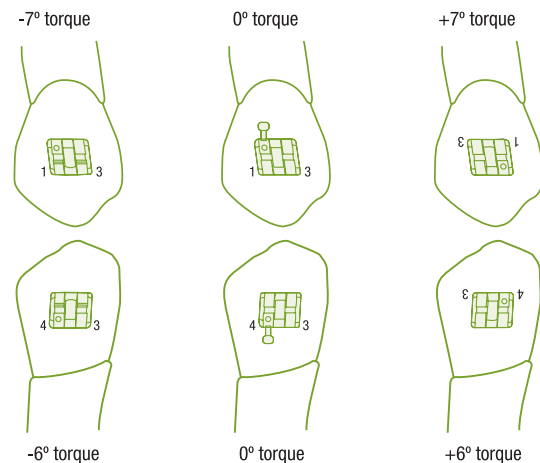 -7º torque
0º torque
+7º torque
1 3
1 3
3 1
4 3
4 3
3 4
-6º torque
0º torque
+6º torque